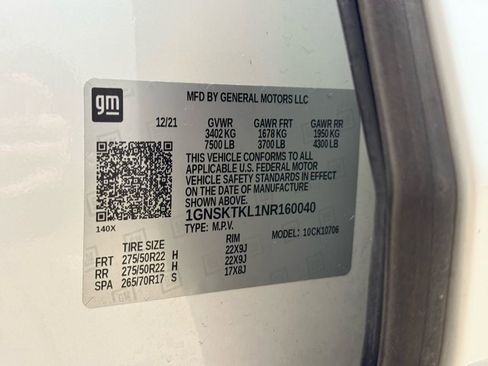 gm
MFD BY GENERAL MOTORS LLC
12/21 GVWR GAWR FRT GAWR RR
3402 KG 1678 KG 1950 KG
7500 LB 3700 LB 4300 LB
THIS VEHICLE CONFORMS TO ALL
APPLICABLE U.S. FEDERAL MOTOR
VEHICLE SAFETY STANDARDS IN EFFECT
ON THE DATE OF MANUFACTURE
SHOWN ABOVE.
1GNSKTKL1NR160040
140X TYPE: M.P.V. MODEL: 10CK10706
TIRE SIZE RIM
FRT 275/50R22 H 22X9J
RR 275/50R22 H 22X9J
SPA 265/70R17 S 17X8J